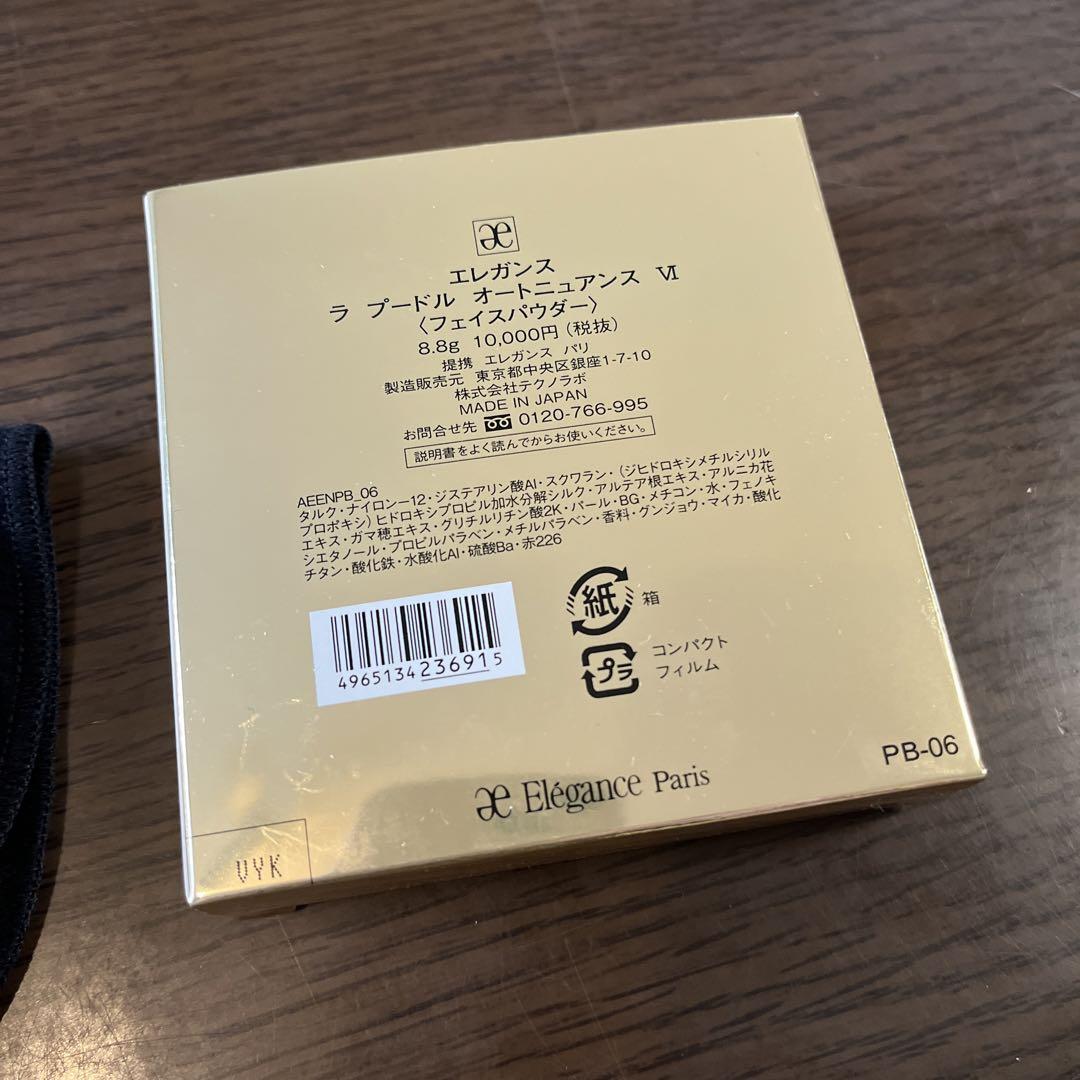 æ
エレガンス
ラ プードル オートニュアンス Ⅵ
〈フェイスパウダー〉
8.8g 10,000円(税抜)
提携 エレガンス パリ
製造販売元 東京都中央区銀座1-7-10
株式会社テクノラボ
MADE IN JAPAN
お問合せ先 0120-766-995
説明書をよく読んでからお使いください。
AEENPB_06
タルク・ナイロン-12・ジステアリン酸Al・スクワラン・(ジヒドロキシメチルシリル
プロポキシ)ヒドロキシプロピル加水分解シルク・アルテア根エキス・アルニカ花
エキス・ガマ穂エキス・グリチルリチン酸2K・パール・BG・メチコン・水・フェノキ
シエタノール・プロピルパラベン・メチルパラベン・香料・グンジョウ・マイカ・酸化
チタン・酸化鉄・水酸化Al・硫酸Ba・赤226
4965134236915
紙 箱
プラ コンパクト
フィルム
PB-06
æ Elégance Paris
VYK